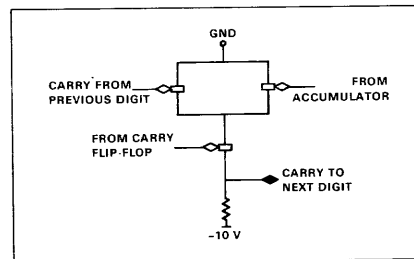 GND
CARRY FROM
PREVIOUS DIGIT
FROM
ACCUMULATOR
FROM CARRY
FLIP-FLOP
CARRY TO
NEXT DIGIT
-10 V